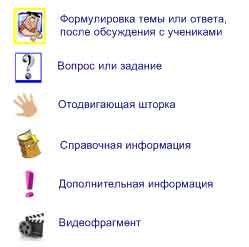 Формулировка темы или ответа,
после обсуждения с учениками
Вопрос или задание
Отодвигающая шторка
Справочная информация
Дополнительная информация
Видеофрагмент